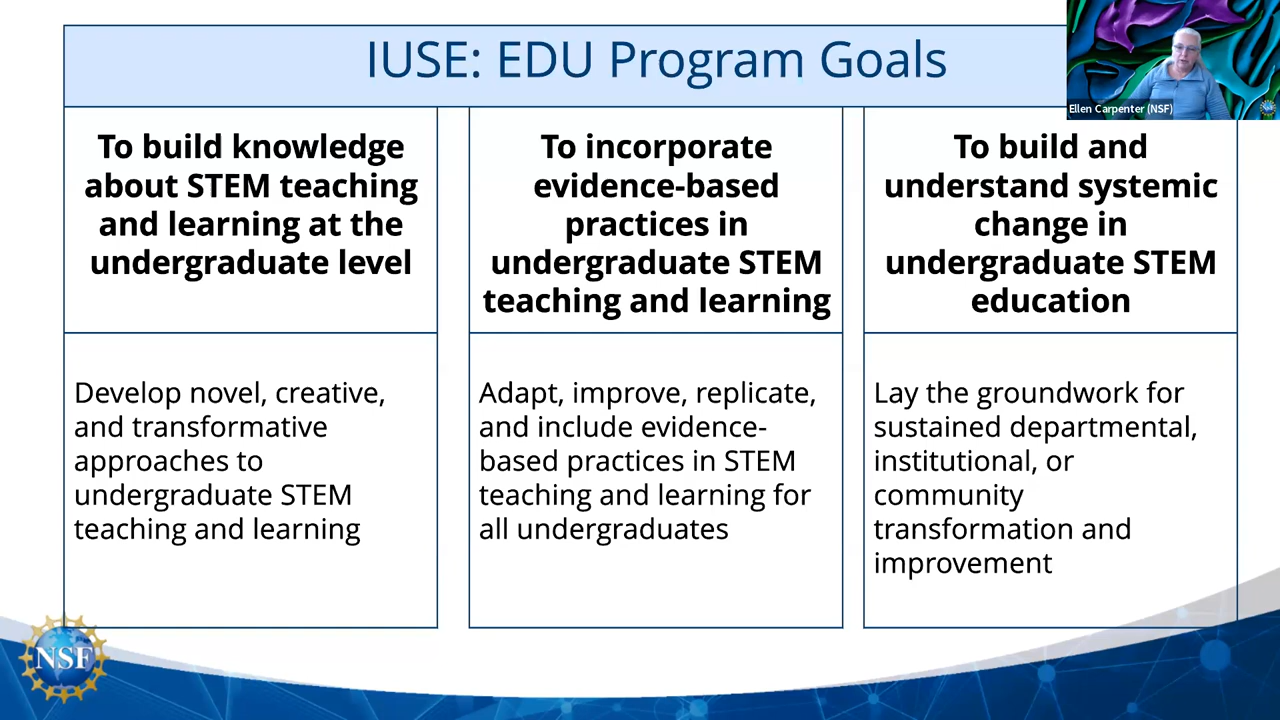 IUSE: EDU Program Goals
Ellen Carpenter (NSF)
To build knowledge
about STEM teaching
and learning at the
undergraduate level
To incorporate
evidence-based
practices in
undergraduate STEM
teaching and learning
To build and
understand systemic
change in
undergraduate STEM
education
Develop novel, creative,
and transformative
approaches to
undergraduate STEM
teaching and learning
Adapt, improve, replicate,
and include evidence-
based practices in STEM
teaching and learning for
all undergraduates
Lay the groundwork for
sustained departmental,
institutional, or
community
transformation and
improvement
NSF